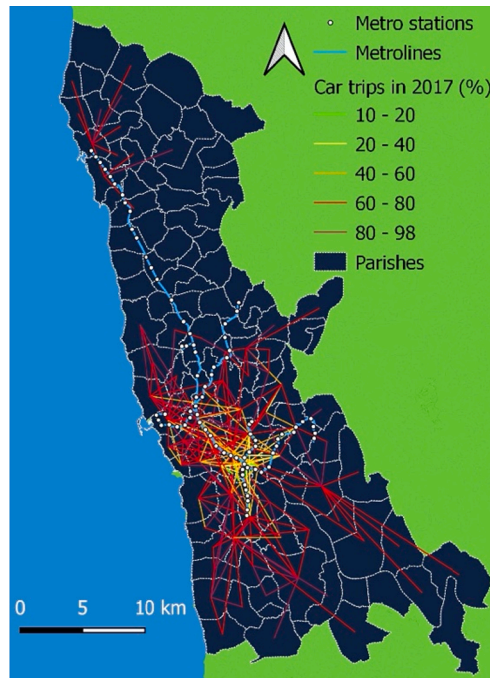 Metro stations
Metrolines
Car trips in 2017 (%)
10 - 20
20 - 40
40 - 60
60 - 80
80 - 98
Parishes
0 5 10 km